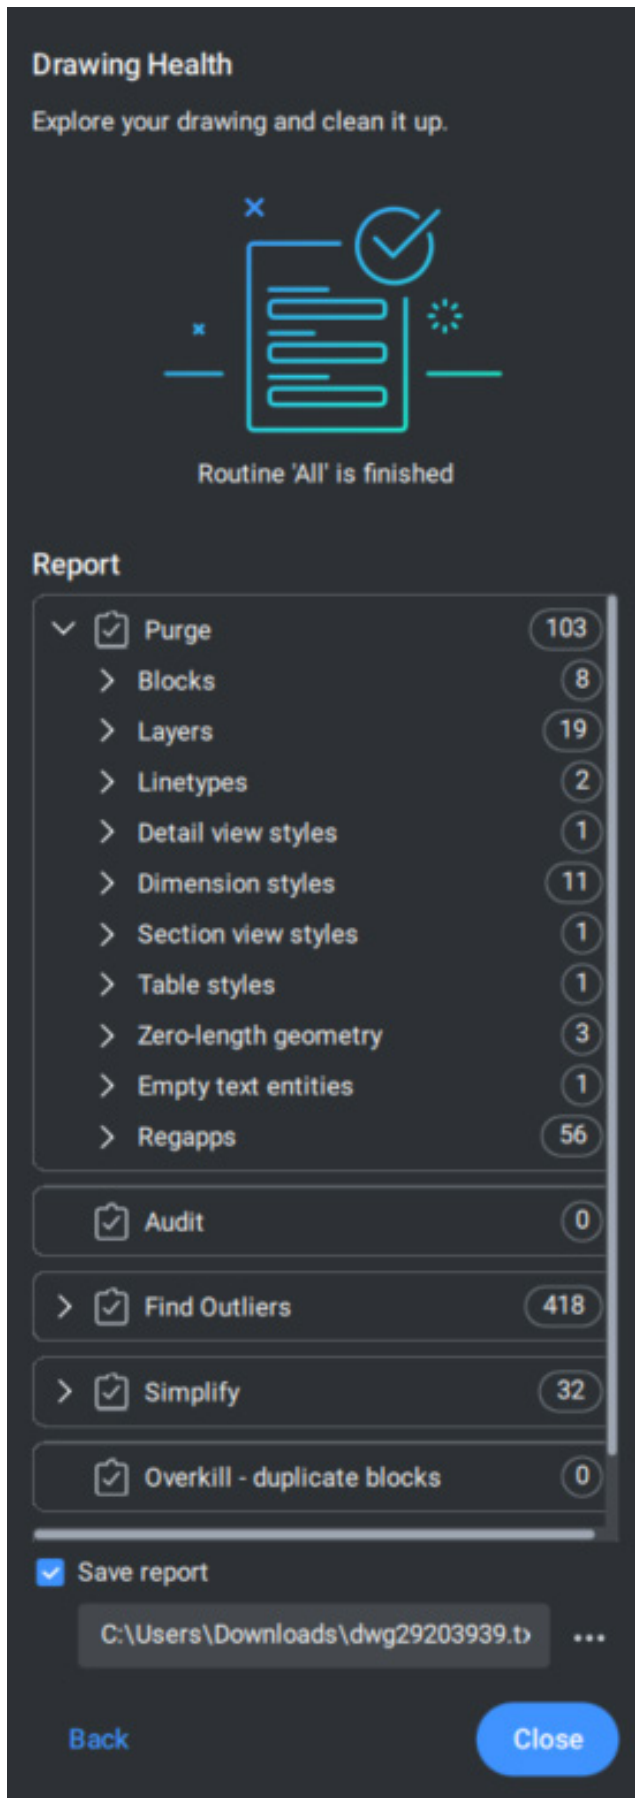 Drawing Health
Explore your drawing and clean it up.
Routine 'All' is finished
Report
Purge 103
Blocks 8
Layers 19
Linetypes 2
Detail view styles 1
Dimension styles 11
Section view styles 1
Table styles 1
Zero-length geometry 3
Empty text entities 1
Regapps 56
Audit 0
Find Outliers 418
Simplify 32
Overkill - duplicate blocks 0
Save report
C:\Users\Downloads\dwg29203939.tx
Back Close